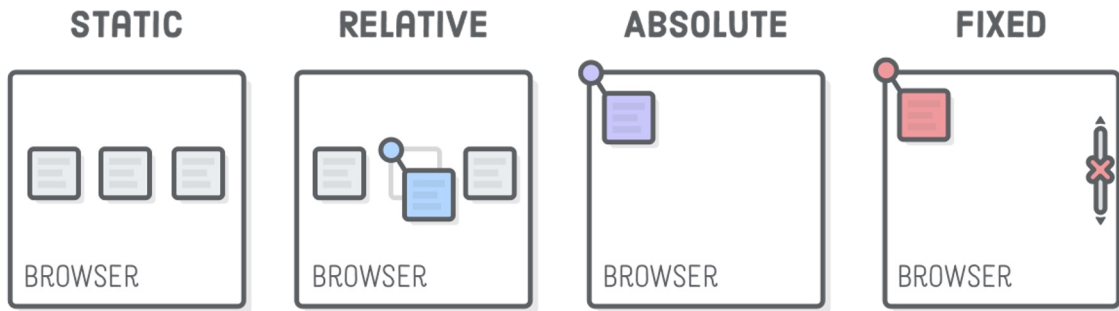 STATIC
RELATIVE
ABSOLUTE
FIXED
BROWSER
BROWSER
BROWSER
BROWSER